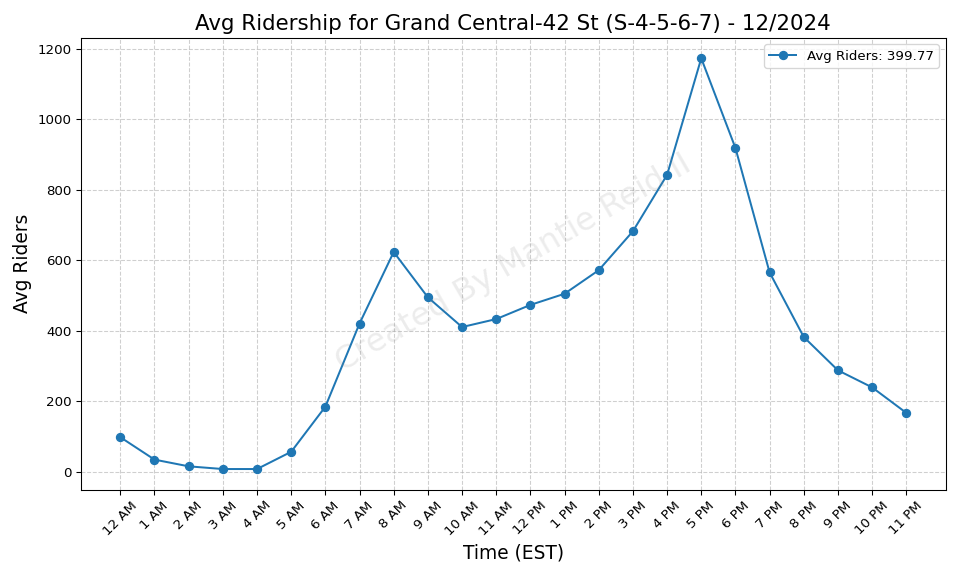 Avg Ridership for Grand Central-42 St (S-4-5-6-7) - 12/2024
Avg Riders: 399.77
1200
1000
800
600
400
200
0
Avg Riders
Created By Mantie Reid II
12 AM
1 AM
2 AM
3 AM
4 AM
5 AM
6 AM
7 AM
8 AM
9 AM
10 AM
11 AM
12 PM
1 PM
2 PM
3 PM
4 PM
5 PM
6 PM
7 PM
8 PM
9 PM
10 PM
11 PM
Time (EST)